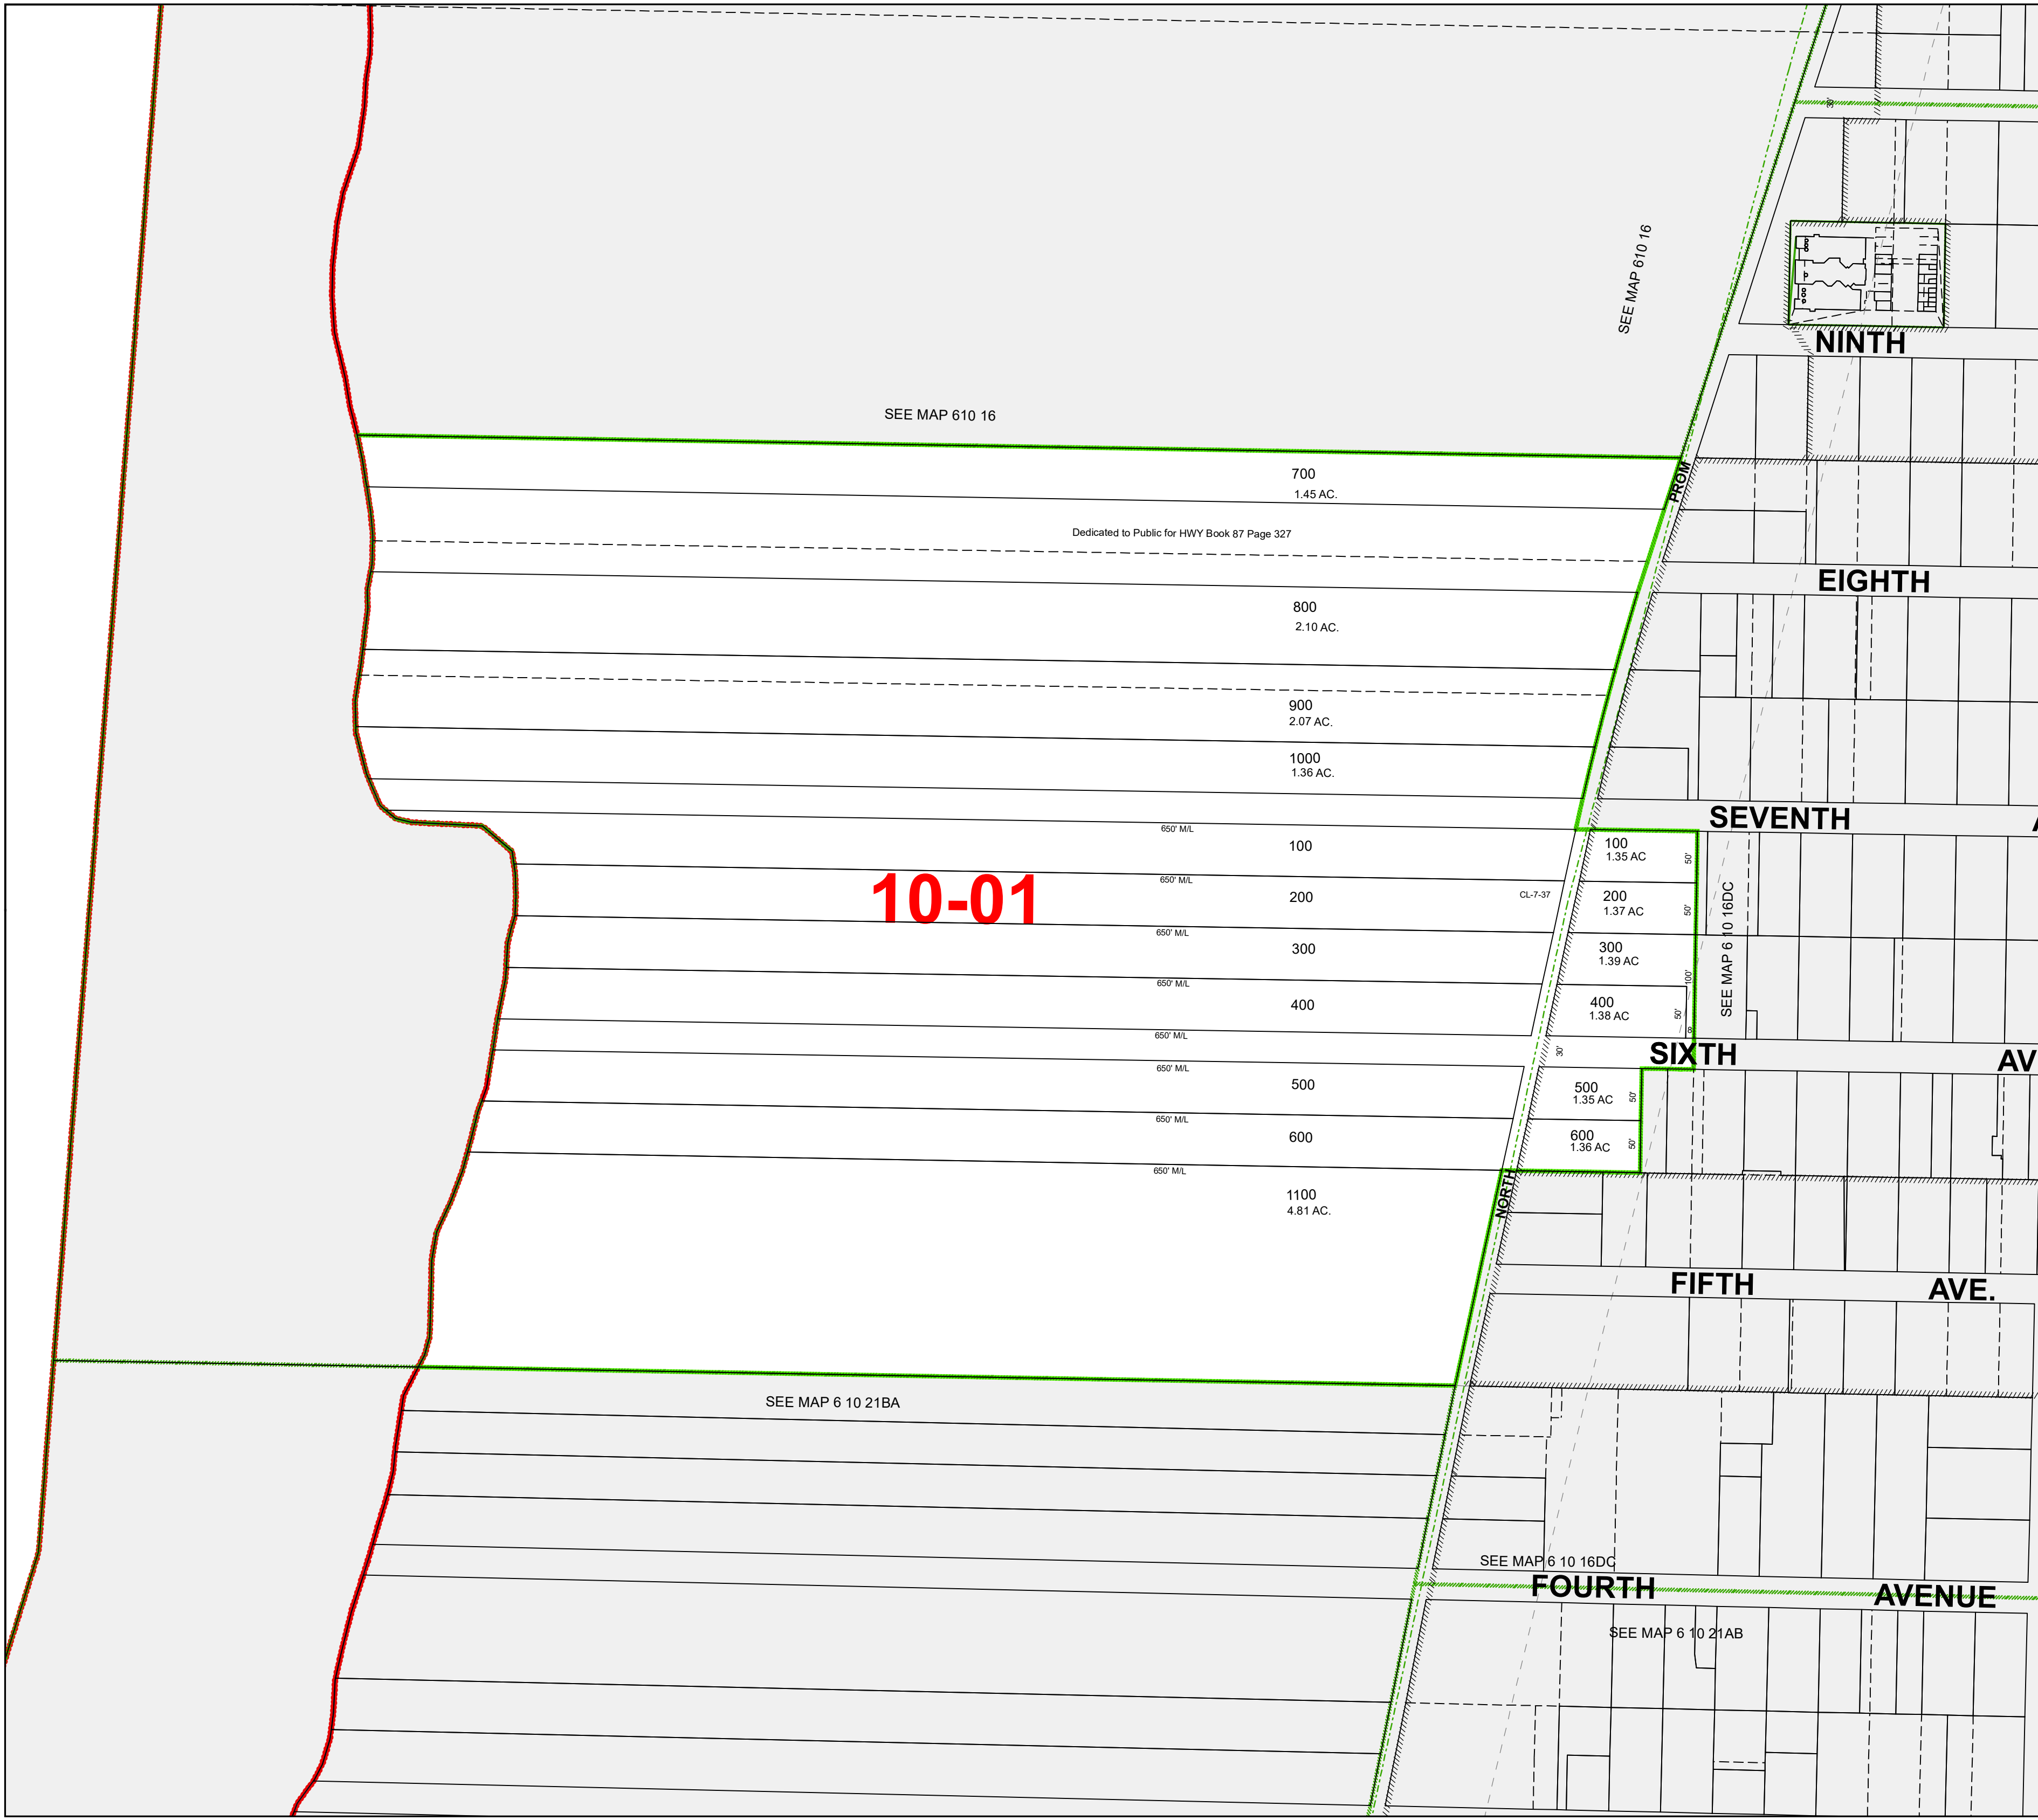 30'
SEE MAP 610 16
NINTH
SEE MAP 610 16
PROM
700
1.45 AC.
Dedicated to Public for HWY Book 87 Page 327
EIGHTH
800
2.10 AC.
900
2.07 AC.
1000
1.36 AC.
SEVENTH
A
650' M/L
100
100
1.35 AC
50'
650' M/L
10-01
200
CL-7-37
200
1.37 AC
50'
SEE MAP 6 10 16DC
650' M/L
300
300
1.39 AC
100'
650' M/L
400
400
1.38 AC
50'
8
650' M/L
30'
SIXTH
AV
650' M/L
500
500
1.35 AC
50'
650' M/L
600
600
1.36 AC
50'
650' M/L
NORTH
1100
4.81 AC.
FIFTH
AVE.
SEE MAP 6 10 21BA
SEE MAP 6 10 16DC
FOURTH
AVENUE
SEE MAP 6 10 21AB